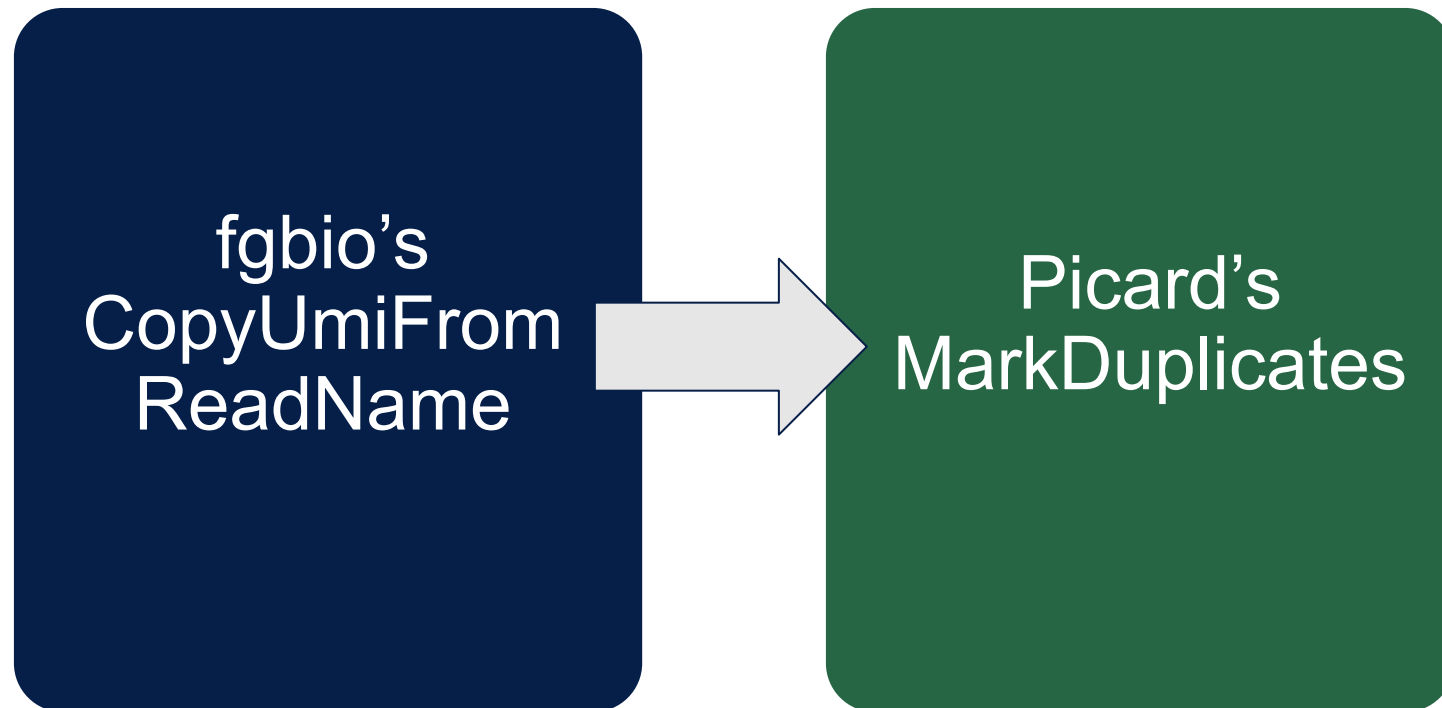 fgbio’s
CopyUmiFrom
ReadName
Picard’s
MarkDuplicates